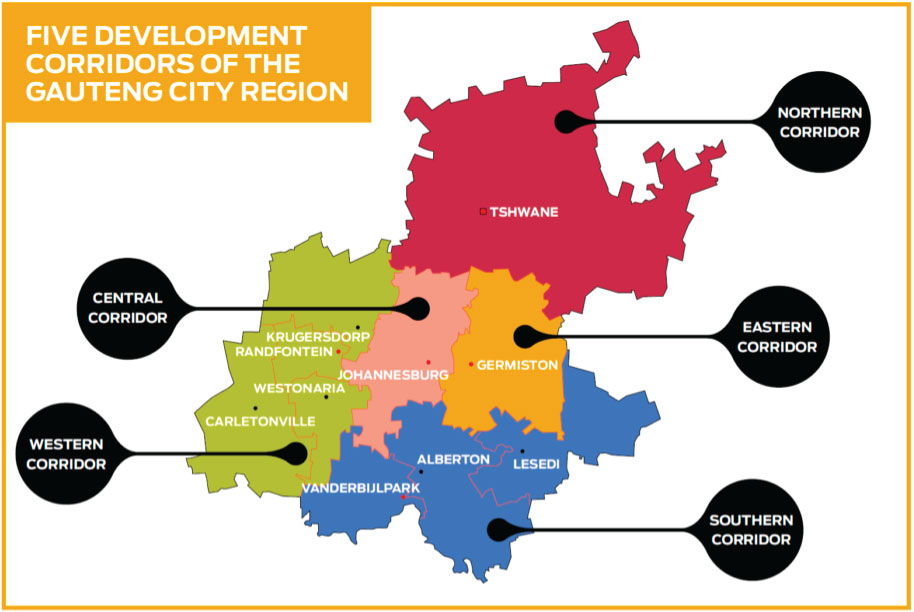 FIVE DEVELOPMENT
CORRIDORS OF THE
GAUTENG CITY REGION
NORTHERN
CORRIDOR
TSHWANE
CENTRAL
CORRIDOR
EASTERN
CORRIDOR
KRUGERSDORP
RANDFONTEIN
JOHANNESBURG
GERMISTON
WESTONARIA
CARLETONVILLE
WESTERN
CORRIDOR
ALBERTON
LESEDI
VANDERBIJLPARK
SOUTHERN
CORRIDOR